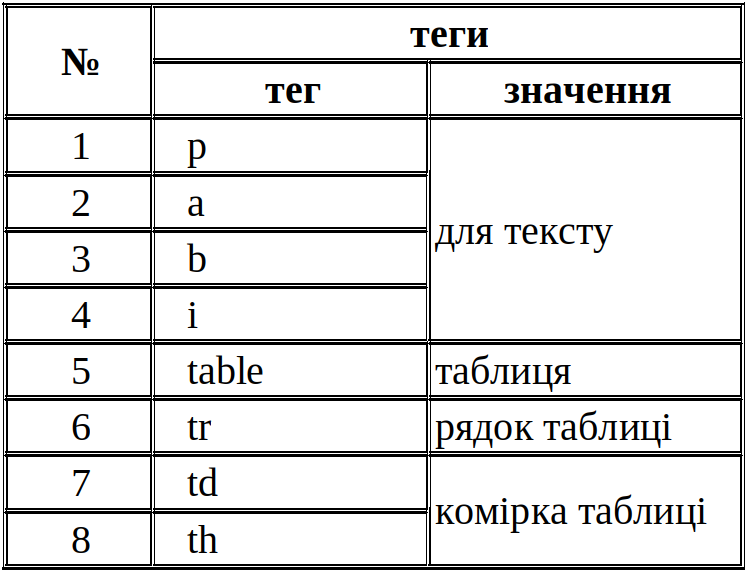 № теги
тег значення
1 p
2 a
для тексту
3 b
4 i
5 table таблиця
6 tr рядок таблиці
7 td
комірка таблиці
8 th